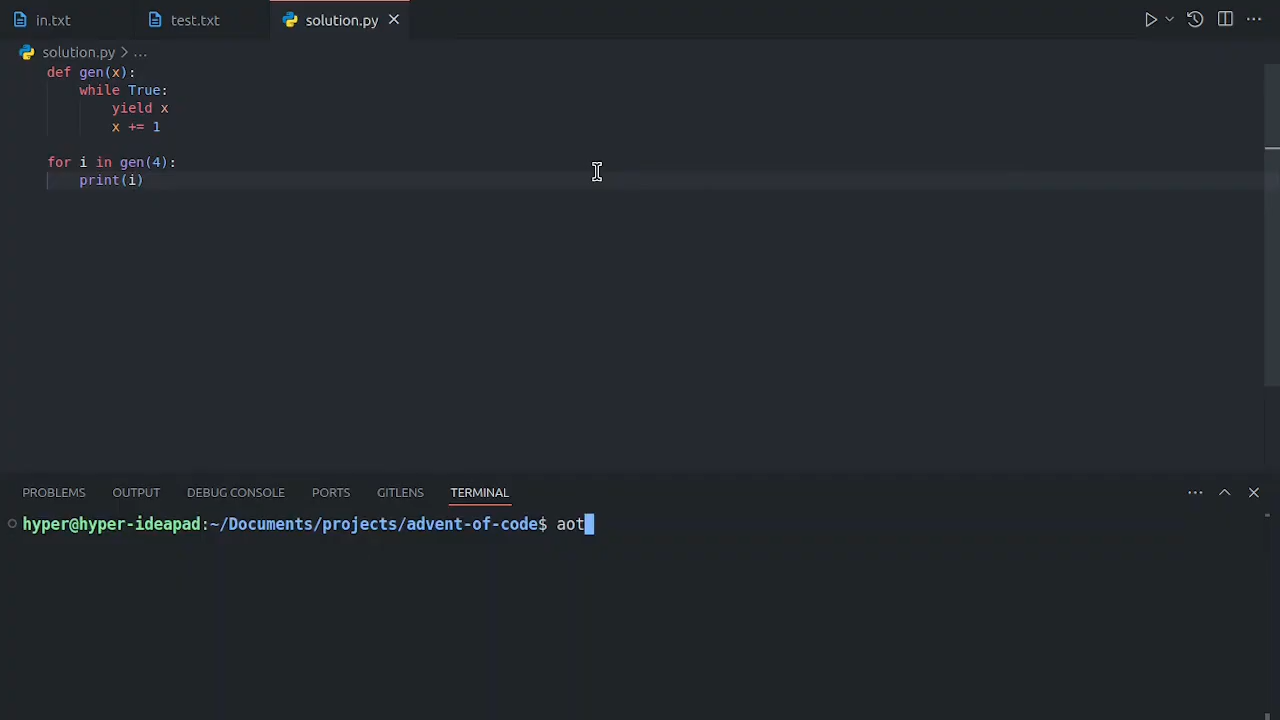 in.txt test.txt solution.py
solution.py > ...
def gen(x):
    while True:
        yield x
        x += 1
for i in gen(4):
    print(i)
PROBLEMS OUTPUT DEBUG CONSOLE PORTS GITLENS TERMINAL
hyper@hyper-ideapad:~/Documents/projects/advent-of-code$ aot